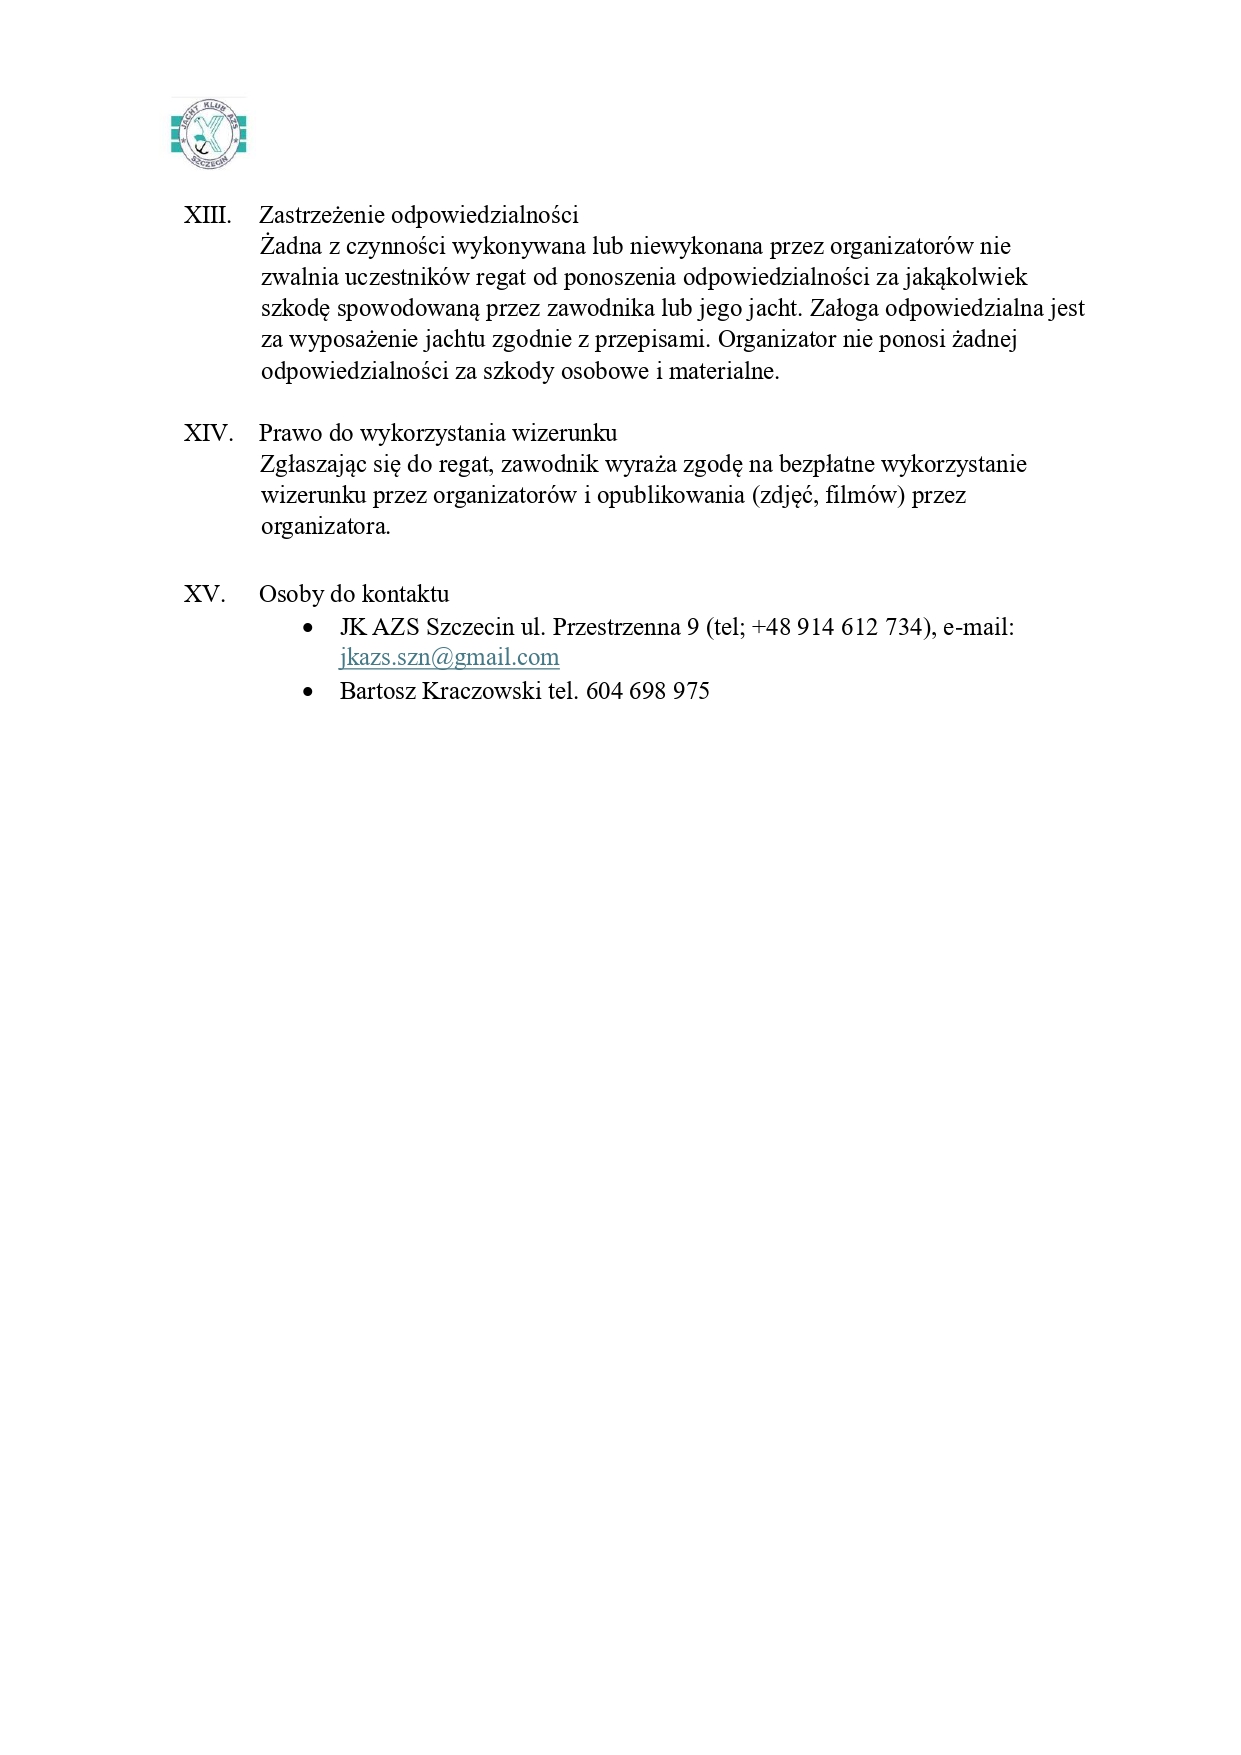 JACHT KLUB AZS
SZCZECIN
XIII. Zastrzeżenie odpowiedzialności
Żadna z czynności wykonywana lub niewykonana przez organizatorów nie
zwalnia uczestników regat od ponoszenia odpowiedzialności za jakąkolwiek
szkodę spowodowaną przez zawodnika lub jego jacht. Załoga odpowiedzialna jest
za wyposażenie jachtu zgodnie z przepisami. Organizator nie ponosi żadnej
odpowiedzialności za szkody osobowe i materialne.
XIV. Prawo do wykorzystania wizerunku
Zgłaszając się do regat, zawodnik wyraża zgodę na bezpłatne wykorzystanie
wizerunku przez organizatorów i opublikowania (zdjęć, filmów) przez
organizatora.
XV. Osoby do kontaktu
• JK AZS Szczecin ul. Przestrzenna 9 (tel; +48 914 612 734), e-mail:
jkazs.szn@gmail.com
• Bartosz Kraczowski tel. 604 698 975